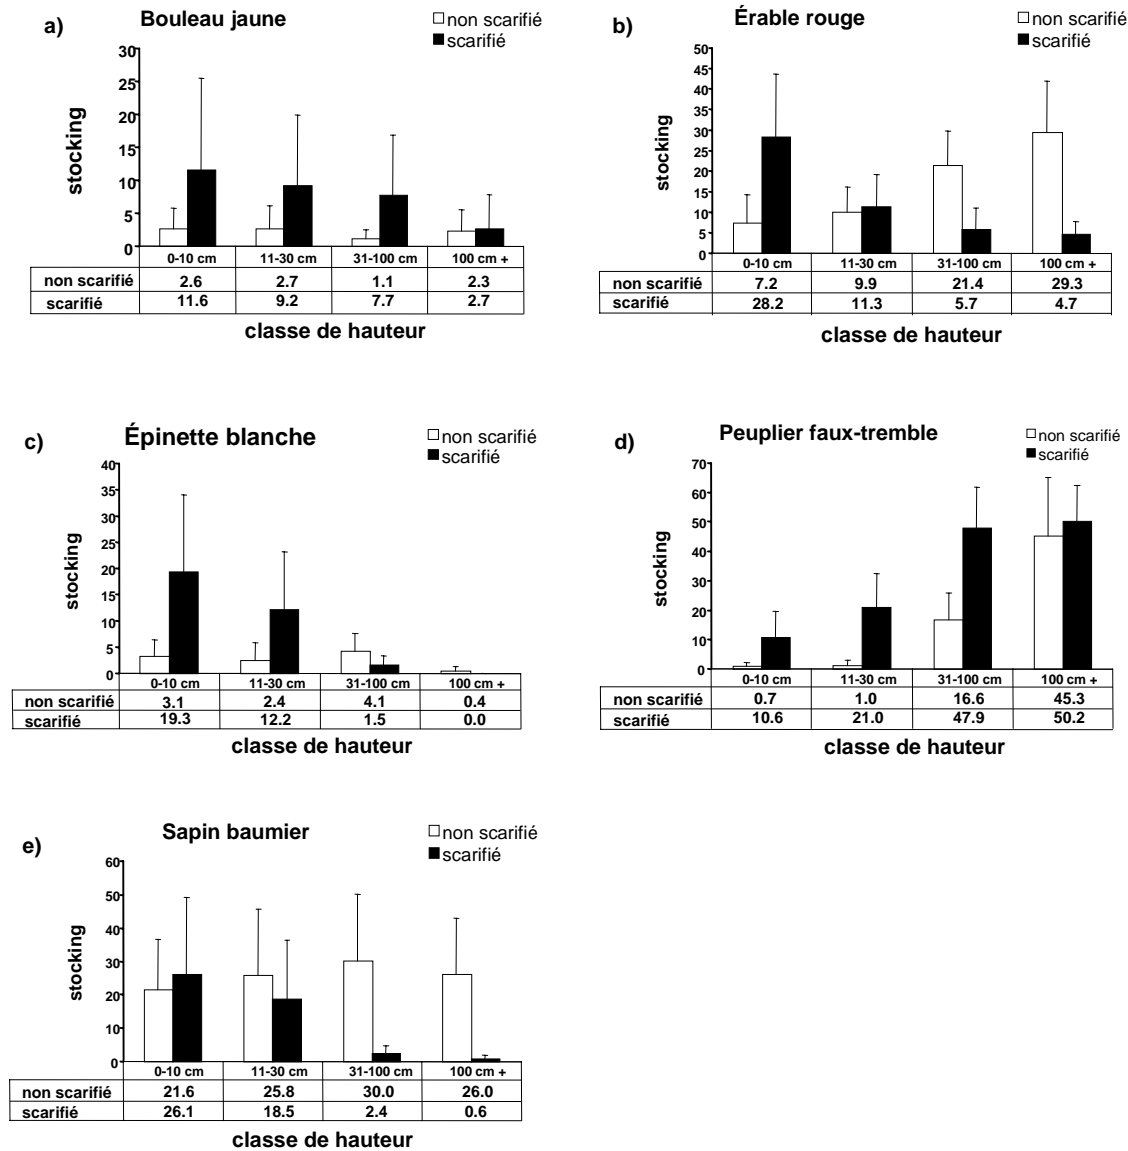 a)
Bouleau jaune
non scarifié
scarifié
30
25
20
15
10
5
0
stocking
0-10 cm 11-30 cm 31-100 cm 100 cm +
non scarifié 2.6 2.7 1.1 2.3
scarifié 11.6 9.2 7.7 2.7
classe de hauteur
b)
Érable rouge
non scarifié
scarifié
50
45
40
35
30
25
20
15
10
5
0
stocking
0-10 cm 11-30 cm 31-100 cm 100 cm +
non scarifié 7.2 9.9 21.4 29.3
scarifié 28.2 11.3 5.7 4.7
classe de hauteur
c)
Épinette blanche
non scarifié
scarifié
40
35
30
25
20
15
10
5
0
stocking
0-10 cm 11-30 cm 31-100 cm 100 cm +
non scarifié 3.1 2.4 4.1 0.4
scarifié 19.3 12.2 1.5 0.0
classe de hauteur
d)
Peuplier faux-tremble
non scarifié
scarifié
70
60
50
40
30
20
10
0
stocking
0-10 cm 11-30 cm 31-100 cm 100 cm +
non scarifié 0.7 1.0 16.6 45.3
scarifié 10.6 21.0 47.9 50.2
classe de hauteur
e)
Sapin baumier
non scarifié
scarifié
60
50
40
30
20
10
0
stocking
0-10 cm 11-30 cm 31-100 cm 100 cm +
non scarifié 21.6 25.8 30.0 26.0
scarifié 26.1 18.5 2.4 0.6
classe de hauteur